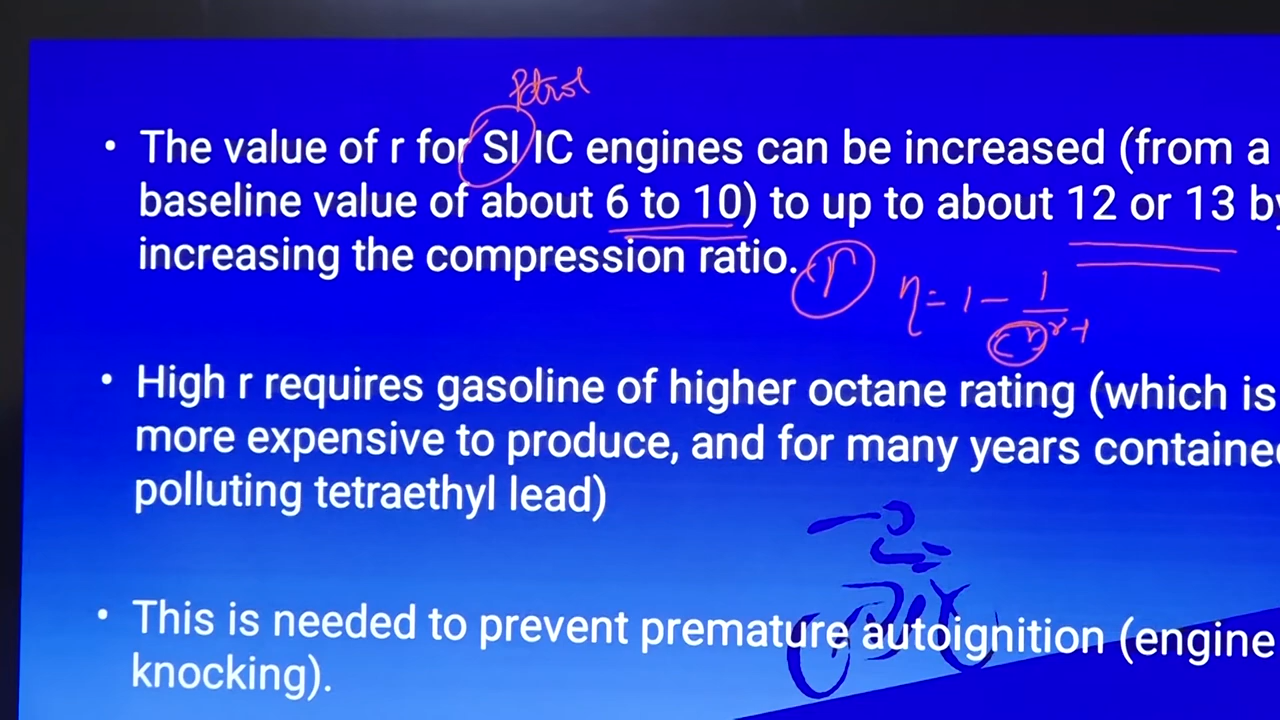 Petrol
• The value of r for SI IC engines can be increased (from a
baseline value of about 6 to 10) to up to about 12 or 13 by
increasing the compression ratio.
r η = 1 - 1/(r)^γ-1
• High r requires gasoline of higher octane rating (which is
more expensive to produce, and for many years contained
polluting tetraethyl lead)
• This is needed to prevent premature autoignition (engine
knocking).